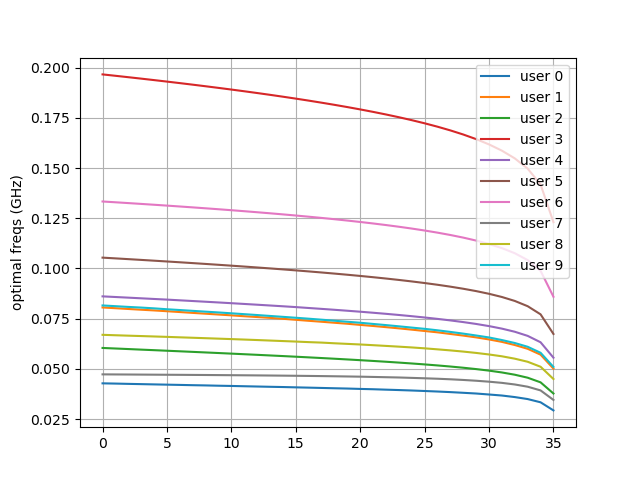 optimal freqs (GHz)
0.200
0.175
0.150
0.125
0.100
0.075
0.050
0.025
0 5 10 15 20 25 30 35
user 0
user 1
user 2
user 3
user 4
user 5
user 6
user 7
user 8
user 9